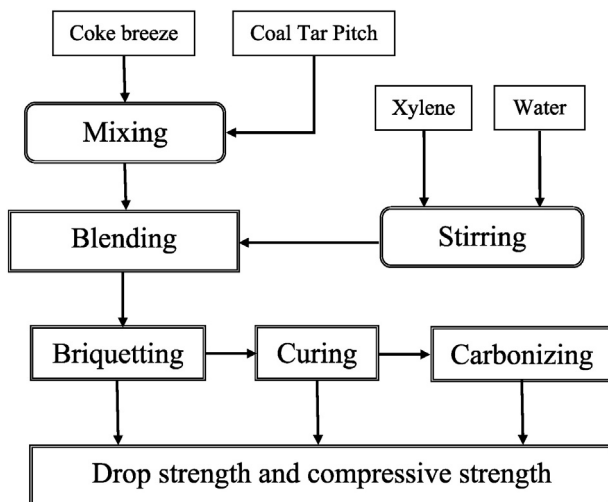 Coke breeze
Coal Tar Pitch
Mixing
Xylene
Water
Blending
Stirring
Briquetting
Curing
Carbonizing
Drop strength and compressive strength